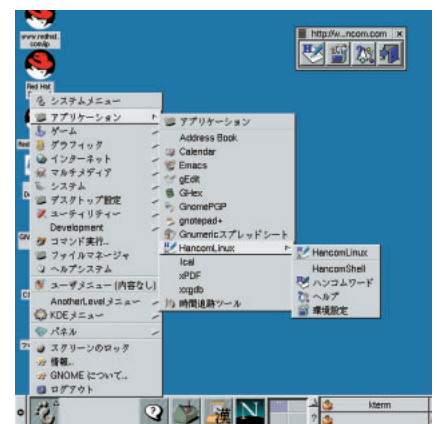 www.redhat.
com/jp
Red Hat
http://w...ncom.com
システムメニュー
アプリケーション
ゲーム
グラフィック
インターネット
マルチメディア
システム
デスクトップ設定
ユーティリティー
Development
コマンド実行..
ファイルマネージャ
ヘルプシステム
ユーザメニュー(内容なし)
AnotherLevelメニュー
KDEメニュー
パネル
スクリーンのロック
情報...
GNOME について...
ログアウト
アプリケーション
Address Book
Calendar
Emacs
gEdit
GHex
GnomePGP
gnotepad+
Gnumericスプレッドシート
HancomLinux
Ical
xPDF
xxgdb
時間追跡ツール
HancomLinux
HancomShell
ハンコムワード
ヘルプ
環境設定
漢
N
kterm